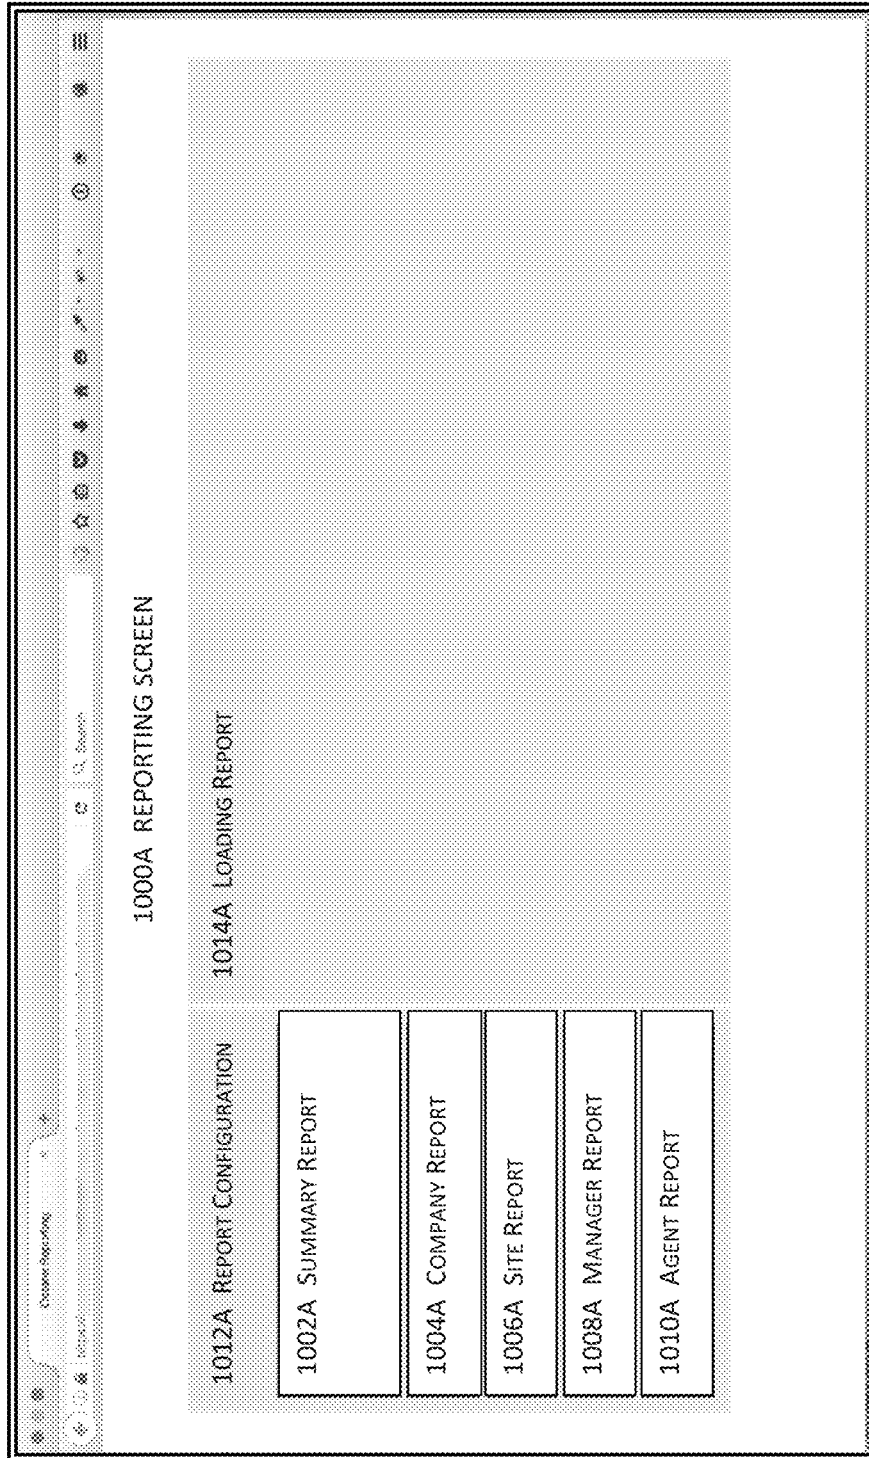 Search
1000A REPORTING SCREEN
1012A REPORT CONFIGURATION
1014A LOADING REPORT
1002A SUMMARY REPORT
1004A COMPANY REPORT
1006A SITE REPORT
1008A MANAGER REPORT
1010A AGENT REPORT